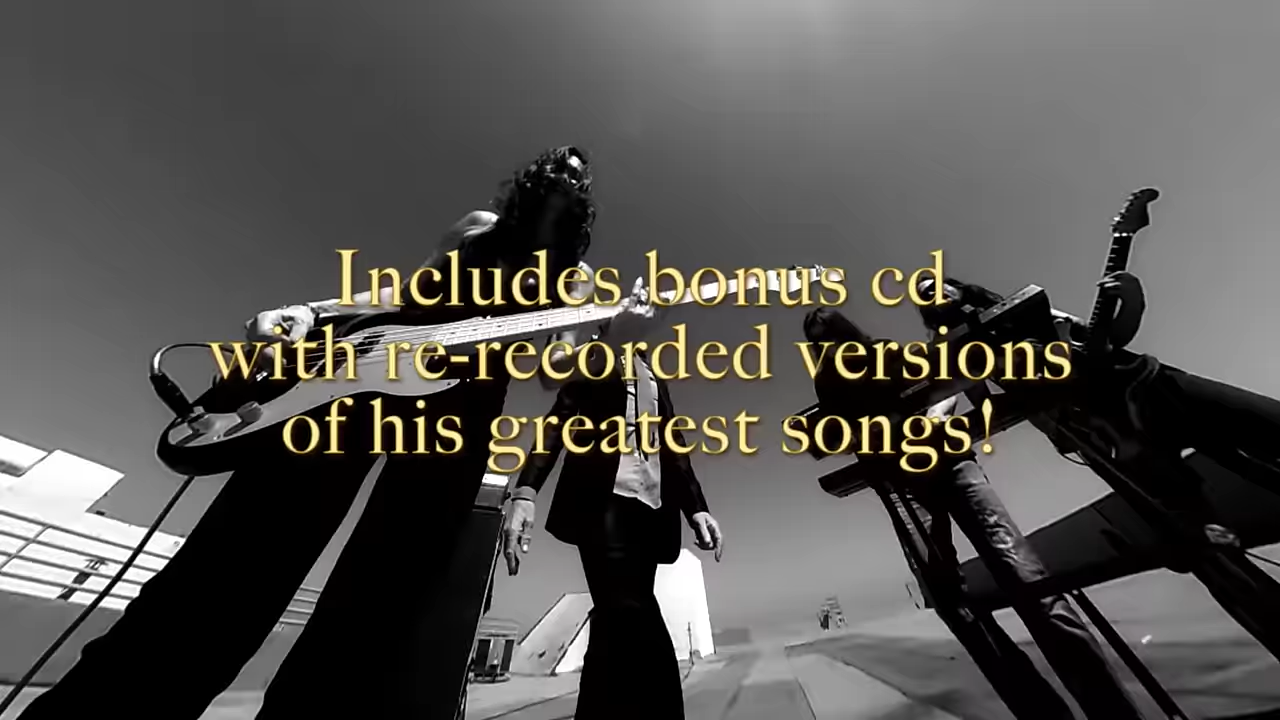 Includes bonus cd
with re-recorded versions
of his greatest songs!